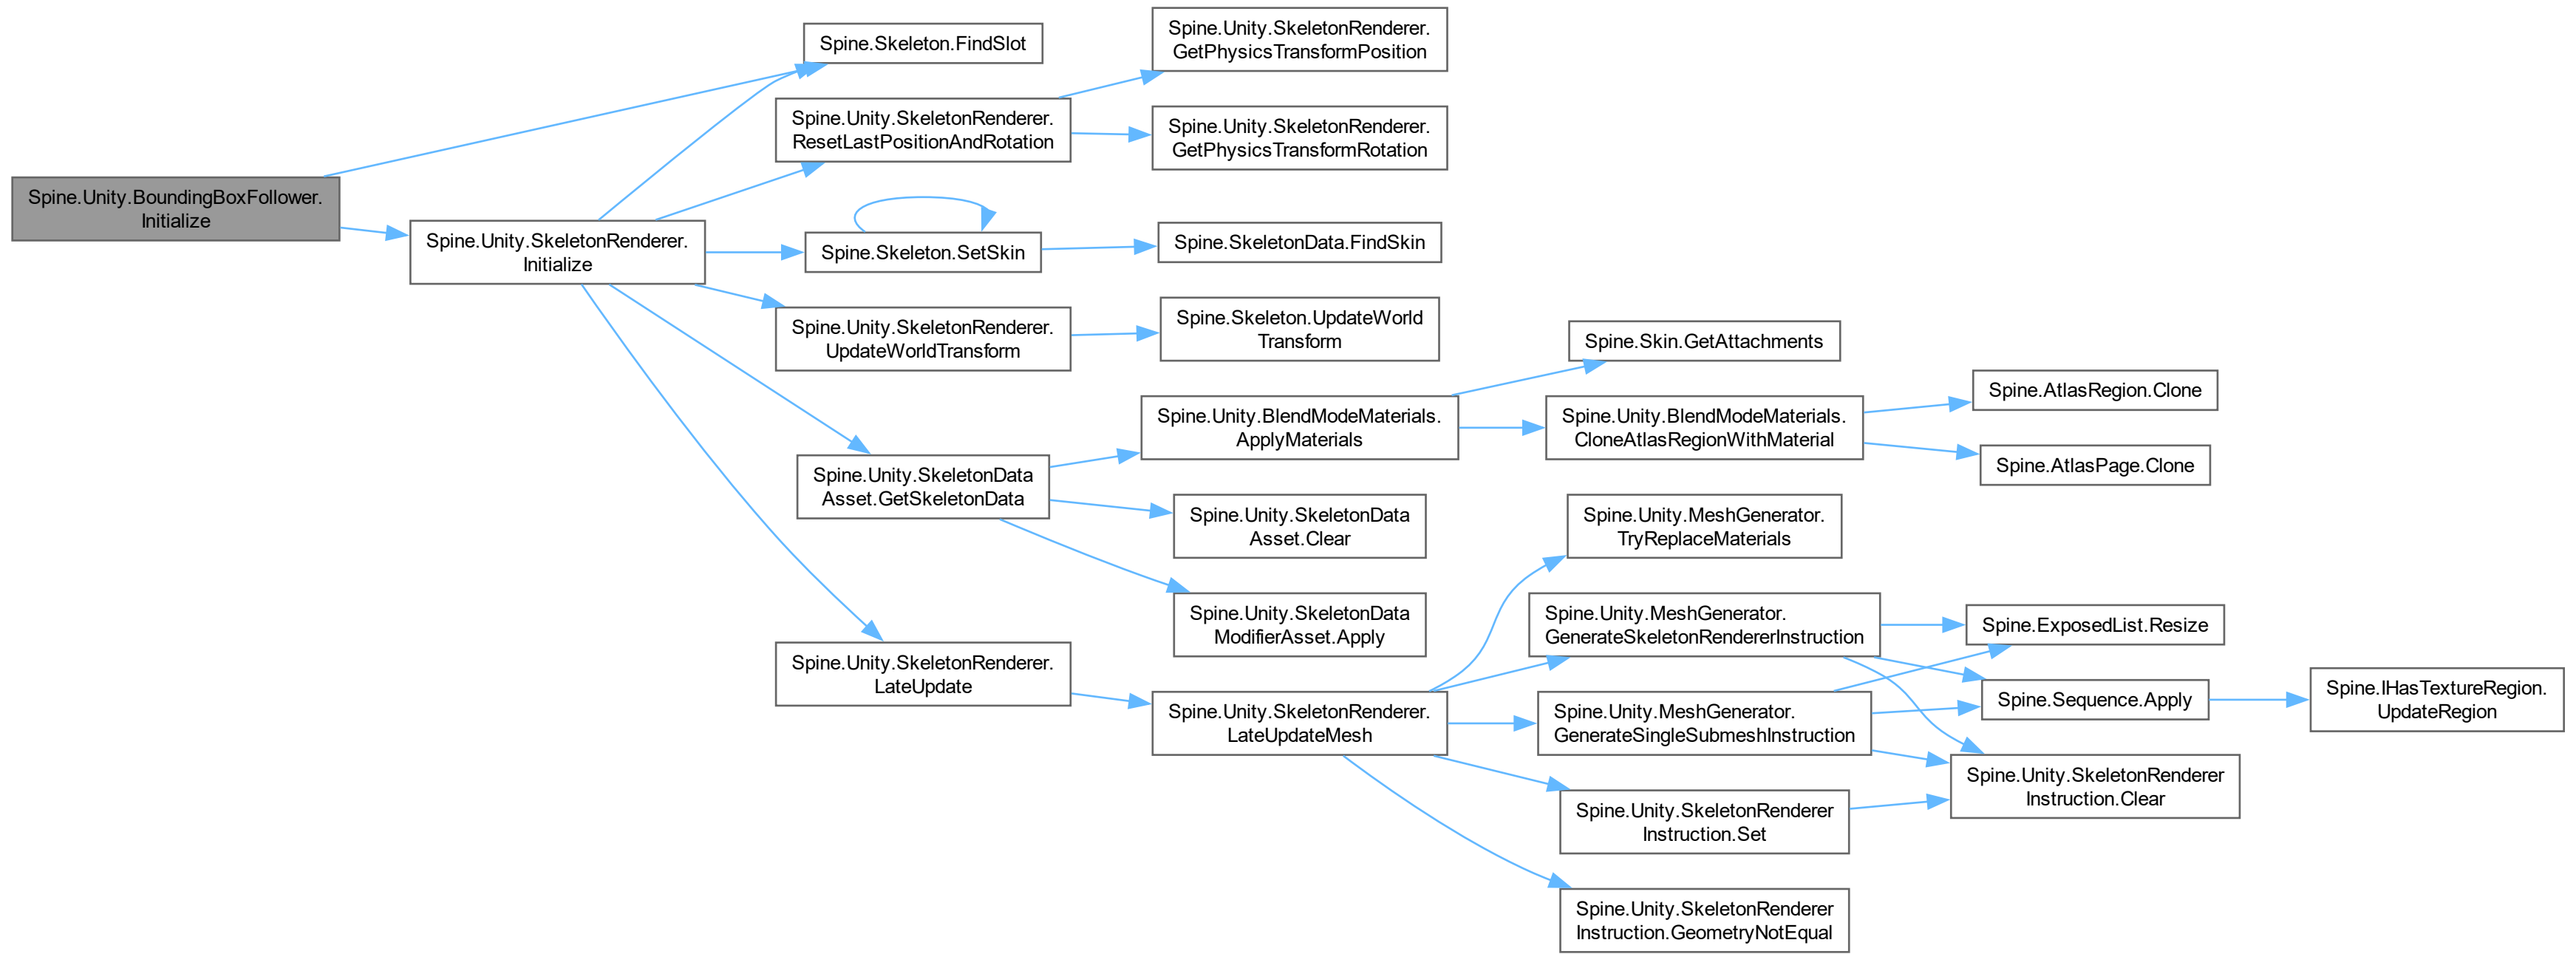 Spine.Unity.BoundingBoxFollower.
Initialize
Spine.Unity.SkeletonRenderer.
Initialize
Spine.Skeleton.FindSlot
Spine.Unity.SkeletonRenderer.
ResetLastPositionAndRotation
Spine.Skeleton.SetSkin
Spine.Unity.SkeletonRenderer.
UpdateWorldTransform
Spine.Unity.SkeletonData
Asset.GetSkeletonData
Spine.Unity.SkeletonRenderer.
LateUpdate
Spine.Unity.SkeletonRenderer.
GetPhysicsTransformPosition
Spine.Unity.SkeletonRenderer.
GetPhysicsTransformRotation
Spine.SkeletonData.FindSkin
Spine.Skeleton.UpdateWorld
Transform
Spine.Unity.BlendModeMaterials.
ApplyMaterials
Spine.Unity.SkeletonData
Asset.Clear
Spine.Unity.SkeletonData
ModifierAsset.Apply
Spine.Unity.SkeletonRenderer.
LateUpdateMesh
Spine.Skin.GetAttachments
Spine.Unity.BlendModeMaterials.
CloneAtlasRegionWithMaterial
Spine.Unity.MeshGenerator.
TryReplaceMaterials
Spine.Unity.MeshGenerator.
GenerateSkeletonRendererInstruction
Spine.Unity.MeshGenerator.
GenerateSingleSubmeshInstruction
Spine.Unity.SkeletonRenderer
Instruction.Set
Spine.Unity.SkeletonRenderer
Instruction.GeometryNotEqual
Spine.AtlasRegion.Clone
Spine.AtlasPage.Clone
Spine.ExposedList.Resize
Spine.Sequence.Apply
Spine.Unity.SkeletonRenderer
Instruction.Clear
Spine.IHasTextureRegion.
UpdateRegion